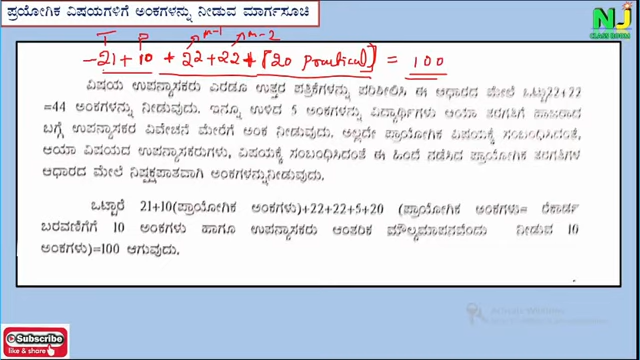 ಪ್ರಯೋಗಿಕ ವಿಷಯಗಳಿಗೆ ಅಂಕಗಳನ್ನು ನೀಡುವ ಮಾರ್ಗಸೂಚಿ
NJ
CLASS ROOM
T P m-1 m-2
-21+10 + 22+22+ [20 practical] = 100
ವಿಷಯ ಉಪನ್ಯಾಸಕರು ಎರಡೂ ಉತ್ತರ ಪತ್ರಿಕೆಗಳನ್ನು ಪರಿಶೀಲಿಸಿ ಈ ಆಧಾರದ ಮೇಲೆ ಒಟ್ಟು22+22
=44 ಅಂಕಗಳನ್ನು ನೀಡುವುದು. ಇನ್ನೂ ಉಳಿದ 5 ಅಂಕಗಳನ್ನು ವಿದ್ಯಾರ್ಥಿಗಳು ಆಯಾ ತರಗತಿಗೆ ಹಾಜರಾದ
ಬಗ್ಗೆ ಉಪನ್ಯಾಸಕರ ವಿವೇಚನೆ ಮೇರೆಗೆ ಅಂಕ ನೀಡುವುದು. ಅಲ್ಲದೇ ಪ್ರಾಯೋಗಿಕ ವಿಷಯಕ್ಕೆ ಸಂಬಂಧಿಸಿದಂತೆ,
ಆಯಾ ವಿಷಯದ ಉಪನ್ಯಾಸಕರುಗಳು, ವಿಷಯಕ್ಕೆ ಸಂಬಂಧಿಸಿದಂತೆ ಈ ಹಿಂದೆ ನಡೆಸಿದ ಪ್ರಾಯೋಗಿಕ ತರಗತಿಗಳ
ಆಧಾರದ ಮೇಲೆ ನಿಷ್ಪಕ್ಷಪಾತವಾಗಿ ಅಂಕಗಳನ್ನುನೀಡುವುದು.
ಒಟ್ಟಾರೆ 21+10(ಪ್ರಾಯೋಗಿಕ ಅಂಕಗಳು)+22+22+5+20 (ಪ್ರಾಯೋಗಿಕ ಅಂಕಗಳು= ರೆಕಾರ್ಡ
ಬರವಣಿಗೆಗೆ 10 ಅಂಕಗಳು ಹಾಗೂ ಉಪನ್ಯಾಸಕರು ಆಂತರಿಕ ಮೌಲ್ಯಮಾಪನವೆಂದು ನೀಡುವ 10
ಅಂಕಗಳು)=100 ಆಗುವುದು.
Subscribe
like & share